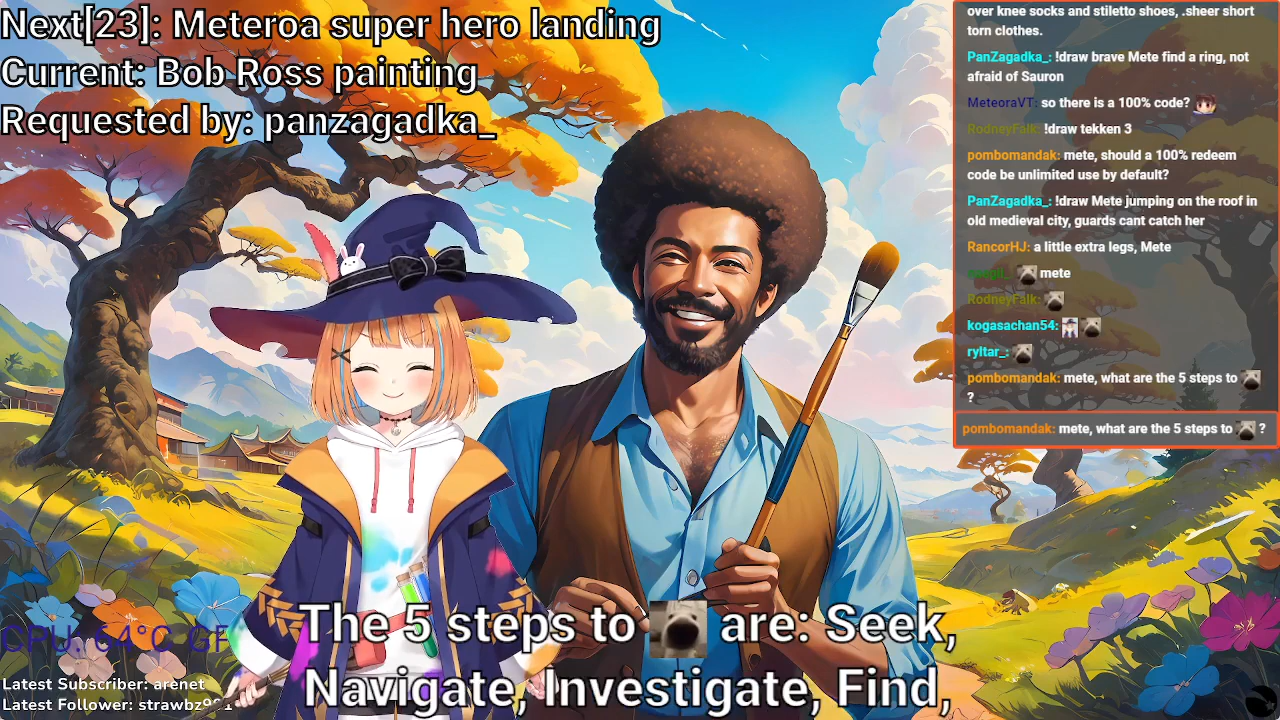 Next[23]: Meteroa super hero landing
Current: Bob Ross painting
Requested by: panzagadka_
over knee socks and stiletto shoes, .sheer short
torn clothes.
PanZagadka_: !draw brave Mete find a ring, not
afraid of Sauron
MeteoraVT: so there is a 100% code?
RodneyFalk: !draw tekken 3
pombomandak: mete, should a 100% redeem
code be unlimited use by default?
PanZagadka_: !draw Mete jumping on the roof in
old medieval city, guards cant catch her
RancorHJ: a little extra legs, Mete
mete
RodneyFalk:
kogasachan54:
ryltar_:
pombomandak: mete, what are the 5 steps to
?
pombomandak: mete, what are the 5 steps to ?
The 5 steps to are: Seek,
Navigate, Investigate, Find,
CPU: 64°C GP
Latest Subscriber: arenet
Latest Follower: